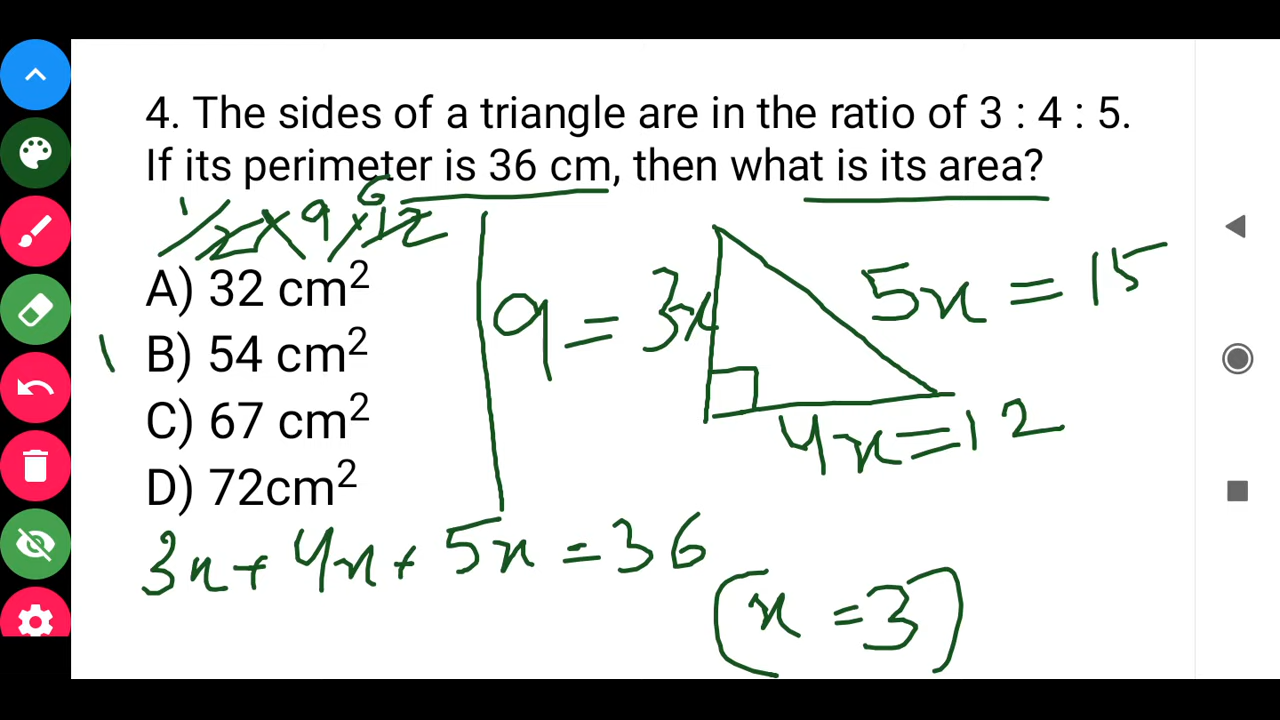 4. The sides of a triangle are in the ratio of 3 : 4 : 5.
If its perimeter is 36 cm, then what is its area?
1/2 × 9 × 12 6
A) 32 cm²
B) 54 cm²
C) 67 cm²
D) 72cm²
9 = 3x
5x = 15
4x = 12
3x + 4x + 5x = 36
(x = 3)